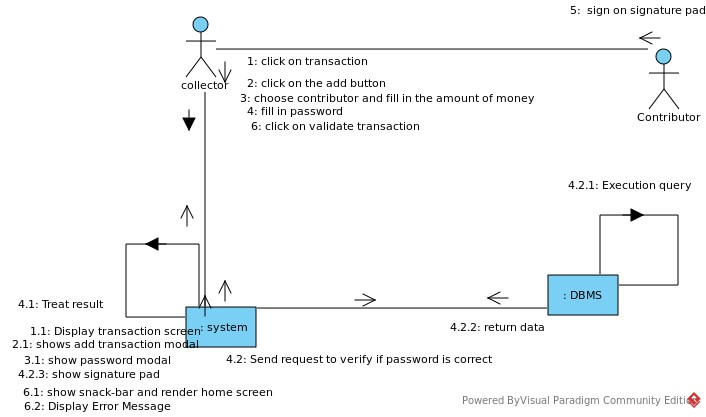 5: sign on signature pad
1: click on transaction
collector
2: click on the add button
3: choose contributor and fill in the amount of money
4: fill in password
Contributor
6: click on validate transaction
4.2.1: Execution query
: DBMS
4.1: Treat result
: system
1.1: Display transaction screen
4.2.2: return data
2.1: shows add transaction modal
3.1: show password modal
4.2: Send request to verify if password is correct
4.2.3: show signature pad
6.1: show snack-bar and render home screen
Powered ByVisual Paradigm Community Edition
6.2: Display Error Message